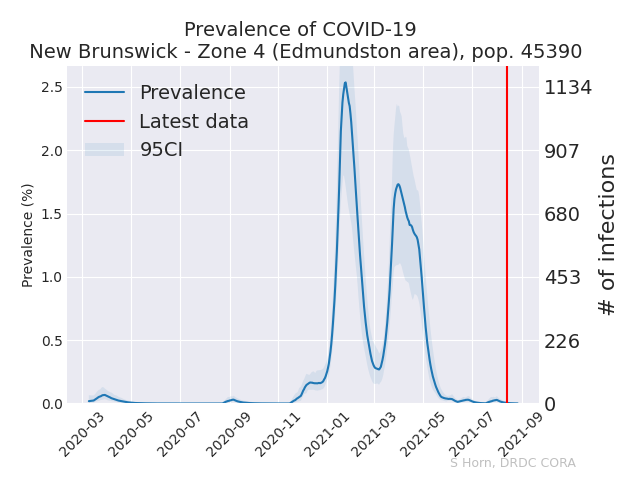 Prevalence of COVID-19
New Brunswick - Zone 4 (Edmundston area), pop. 45390
Prevalence
Latest data
95CI
Prevalence (%)
2.5
2.0
1.5
1.0
0.5
0.0
1134
907
680
453
226
0
# of infections
2020-03
2020-05
2020-07
2020-09
2020-11
2021-01
2021-03
2021-05
2021-07
2021-09
S Horn, DRDC CORA